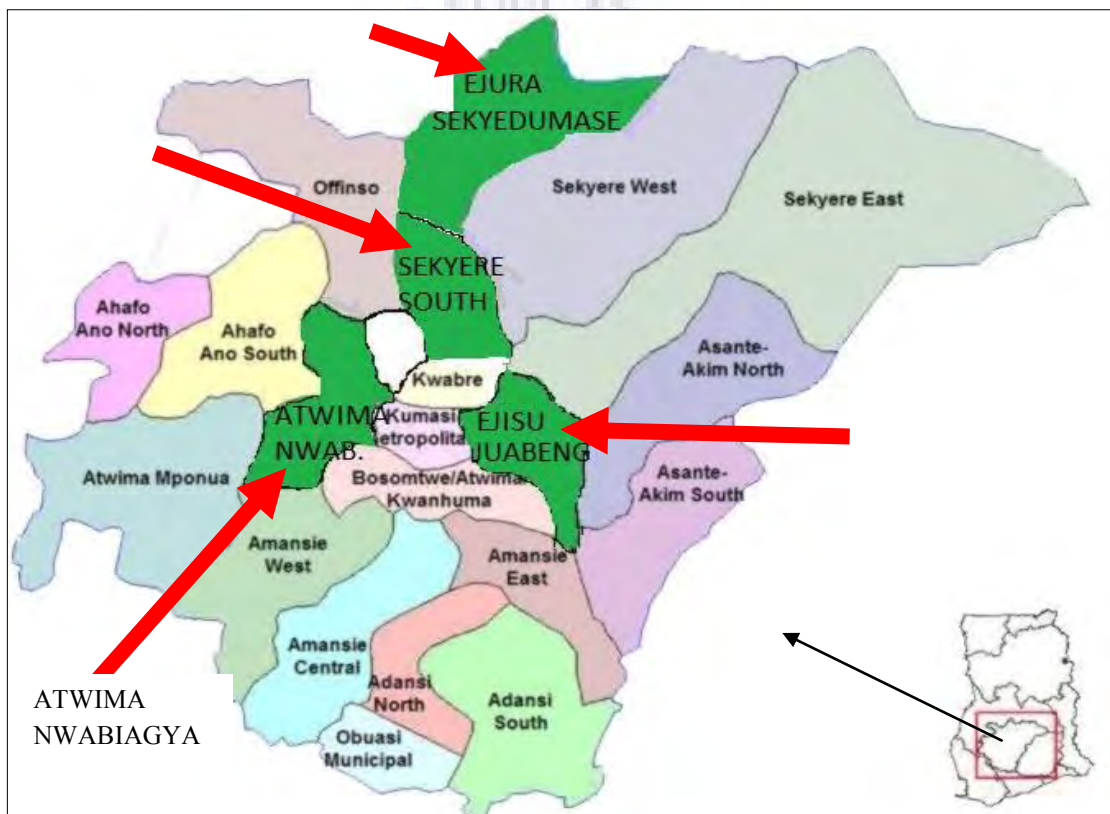 EJURA
SEKYEDUMASE
Offinso
Sekyere West
Sekyere East
SEKYERE
SOUTH
Ahafo
Ano North
Ahafo
Ano South
Asante-
Akim North
Kwabre
ATWIMA
NWAB.
Kumasi
etropolita
EJISU
JUABENG
Atwima Mponua
Bosomtwe/Atwima
Kwanhuma
Asante-
Akim South
Amansie
West
Amansie
East
Amansie
Central
Adansi
North
Adansi
South
Obuasi
Municipal
ATWIMA
NWABIAGYA